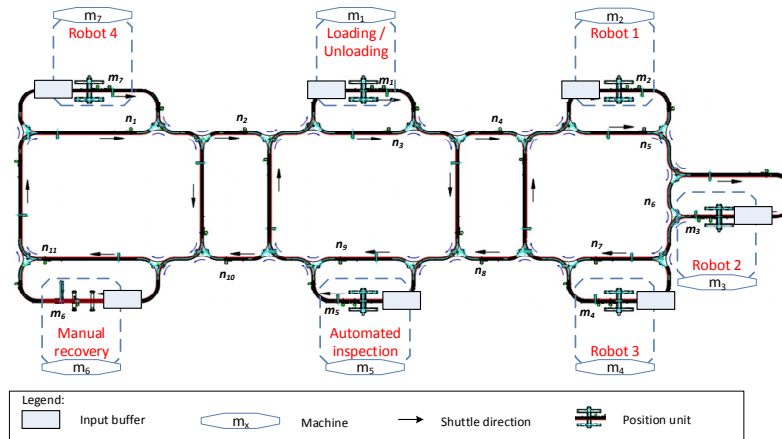 m7
m1
m2
Robot 4
Loading /
Unloading
Robot 1
m7
m1
m2
n1
n2
n3
n4
n5
n6
m3
Robot 2
m3
n11
n10
n9
n8
n7
m6
m5
m4
Manual
recovery
Automated
inspection
Robot 3
m6
m5
m4
Legend:
Input buffer
mx
Machine
Shuttle direction
Position unit